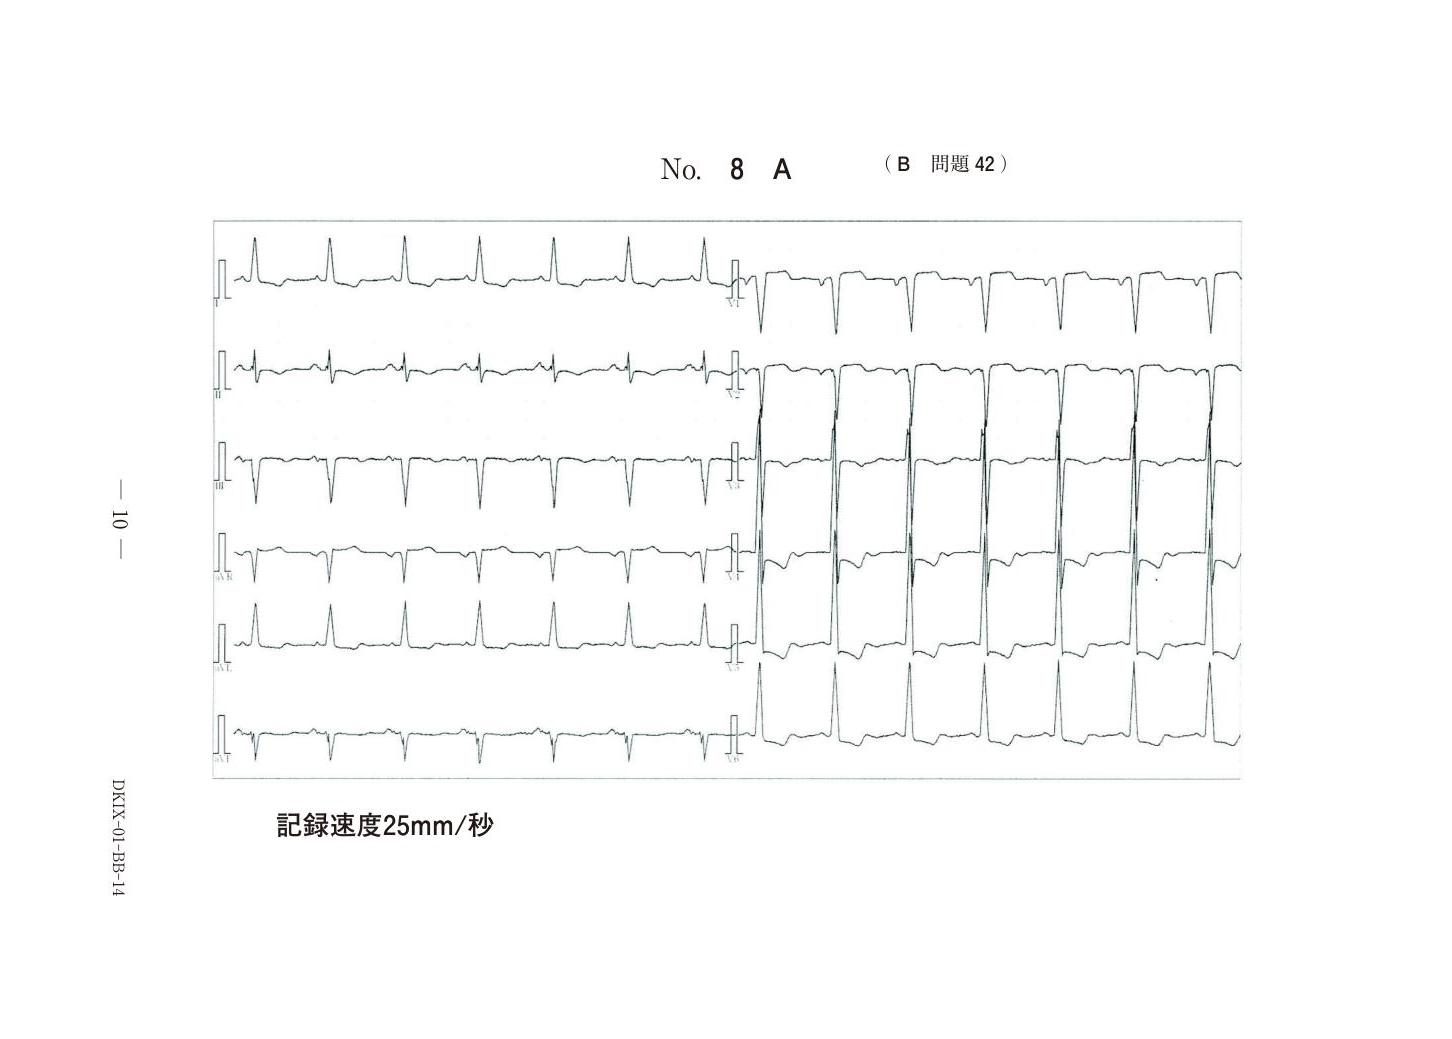 No. 8 A
（B 問題 42）
I
V1
II
V2
III
V3
aVR
V4
aVL
V5
aVF
V6
記録速度25mm/秒
— 10 —
DKIX-01-BB-14